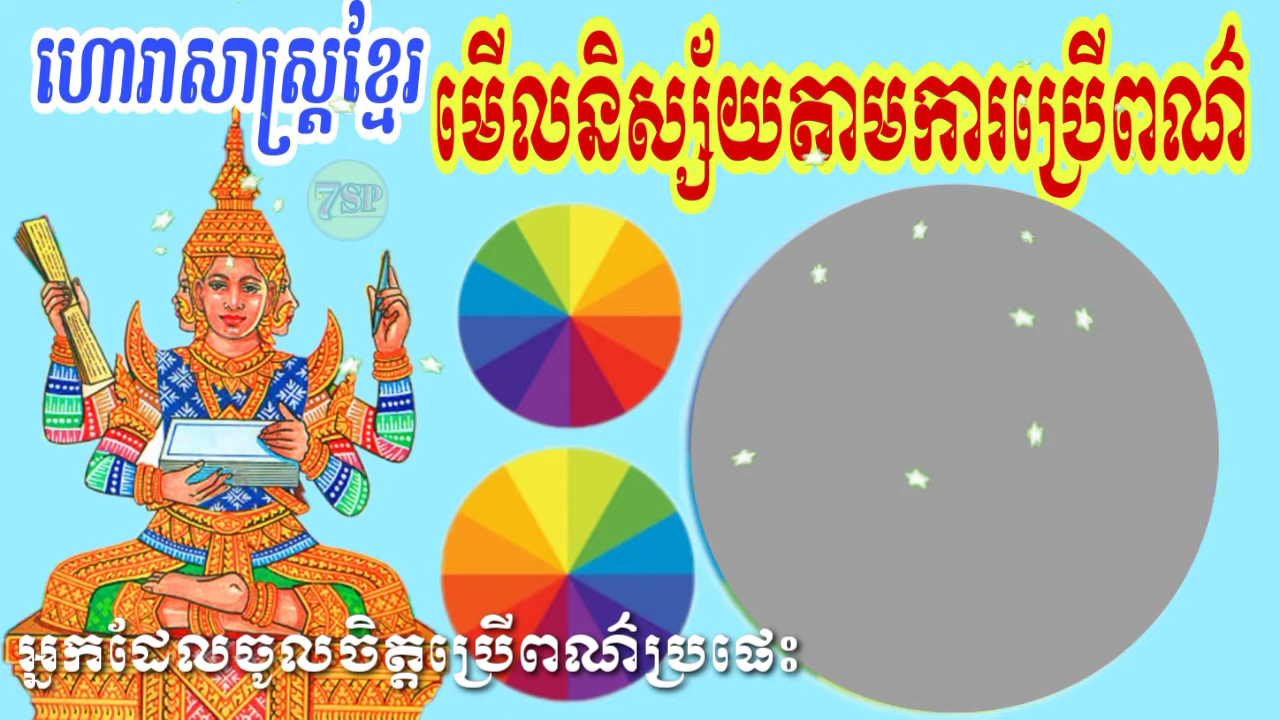 ហោរាសាស្ត្រខ្មែរ
មើលនិស្ស័យតាមការប្រើពណ៌
7SP
អ្នកដែលចូលចិត្តប្រើពណ៌ប្រផេះ